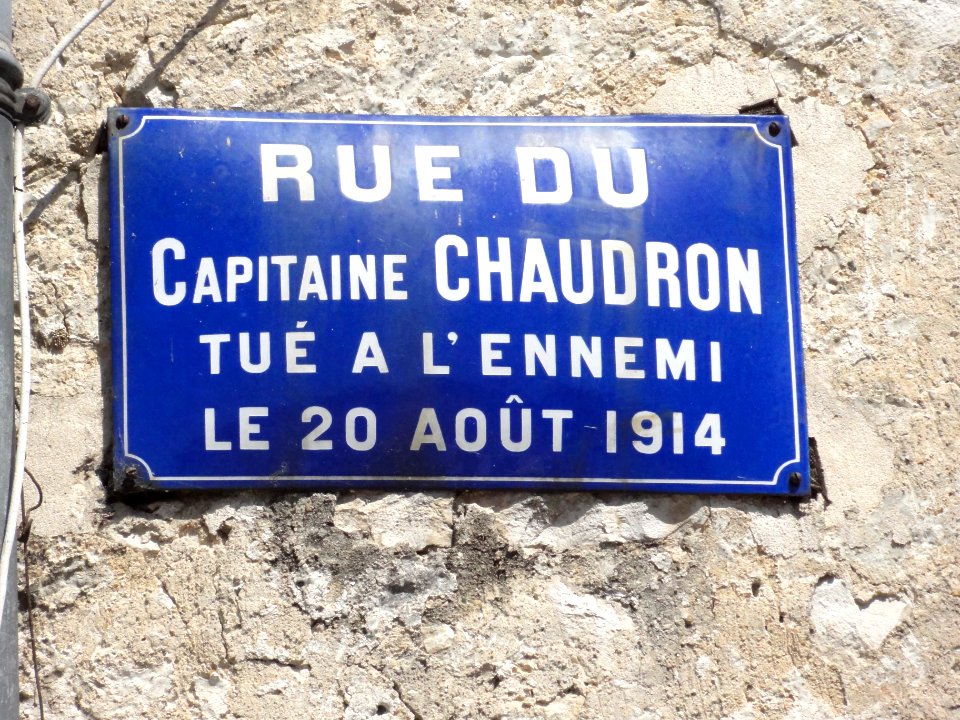 RUE DU
CAPITAINE CHAUDRON
TUÉ A L'ENNEMI
LE 20 AOÛT 1914